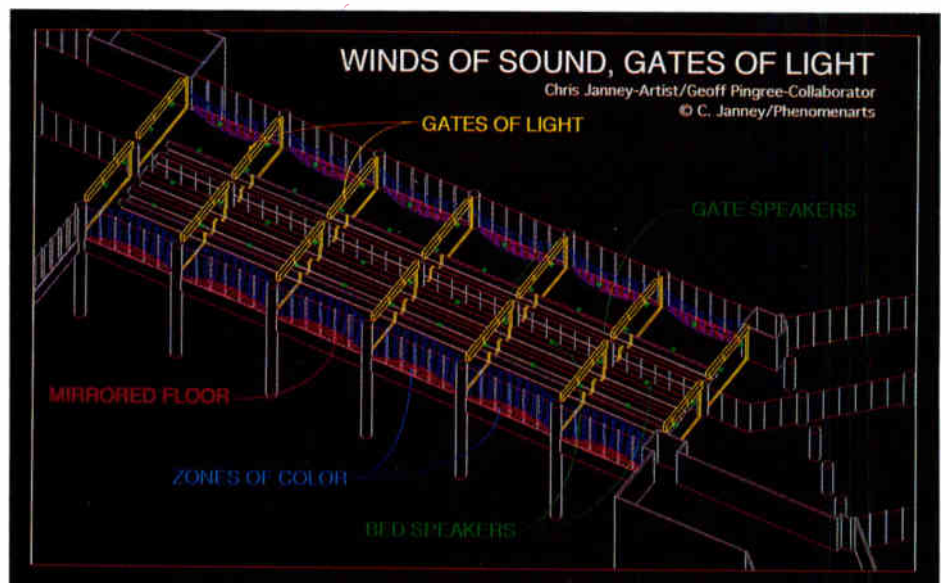 WINDS OF SOUND, GATES OF LIGHT
Chris Janney-Artist/Geoff Pingree-Collaborator
© C. Janney/Phenomenarts
GATES OF LIGHT
GATE SPEAKERS
MIRRORED FLOOR
ZONES OF COLOR
BED SPEAKERS